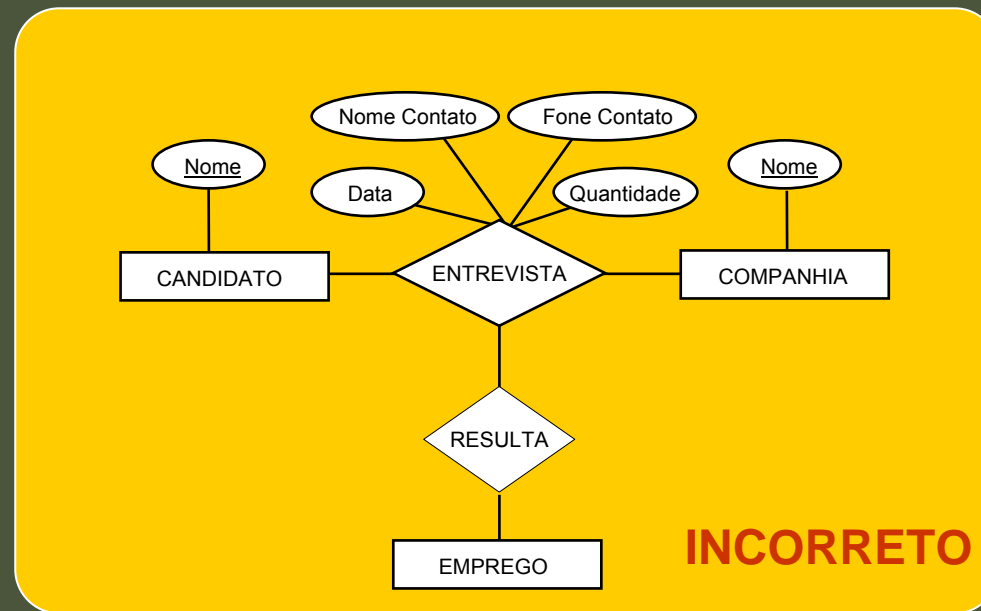 Nome Contato
Fone Contato
Nome
Nome
Data
Quantidade
CANDIDATO
ENTREVISTA
COMPANHIA
RESULTA
EMPREGO
INCORRETO